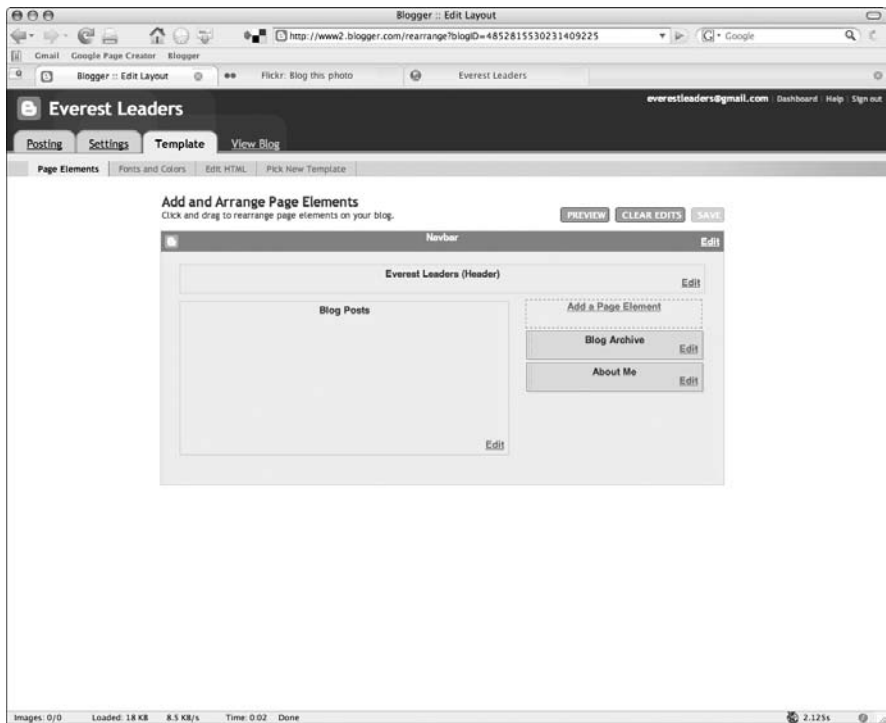 Blogger :: Edit Layout
http://www2.blogger.com/rearrange?blogID=4852815530231409225
G Google
Gmail Google Page Creator Blogger
Blogger :: Edit Layout Flickr: Blog this photo Everest Leaders
Everest Leaders
everestleaders@gmail.com | Dashboard | Help | Sign out
Posting Settings Template View Blog
Page Elements Fonts and Colors Edit HTML Pick New Template
Add and Arrange Page Elements
Click and drag to rearrange page elements on your blog.
PREVIEW CLEAR EDITS SAVE
Navbar
Edit
Everest Leaders (Header)
Edit
Blog Posts
Edit
Add a Page Element
Blog Archive
Edit
About Me
Edit
Images: 0/0 Loaded: 18 KB 8.5 KB/s Time: 0:02 Done 2.125s